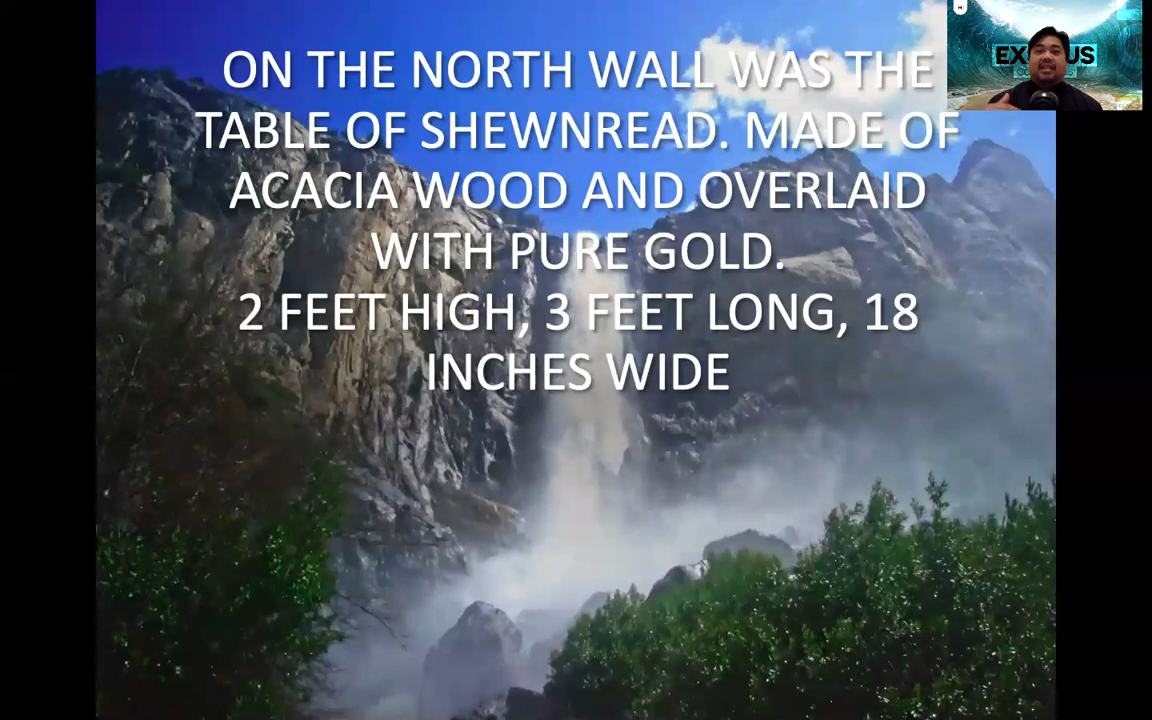 ON THE NORTH WALL WAS THE
TABLE OF SHEWNREAD. MADE OF
ACACIA WOOD AND OVERLAID
WITH PURE GOLD.
2 FEET HIGH, 3 FEET LONG, 18
INCHES WIDE